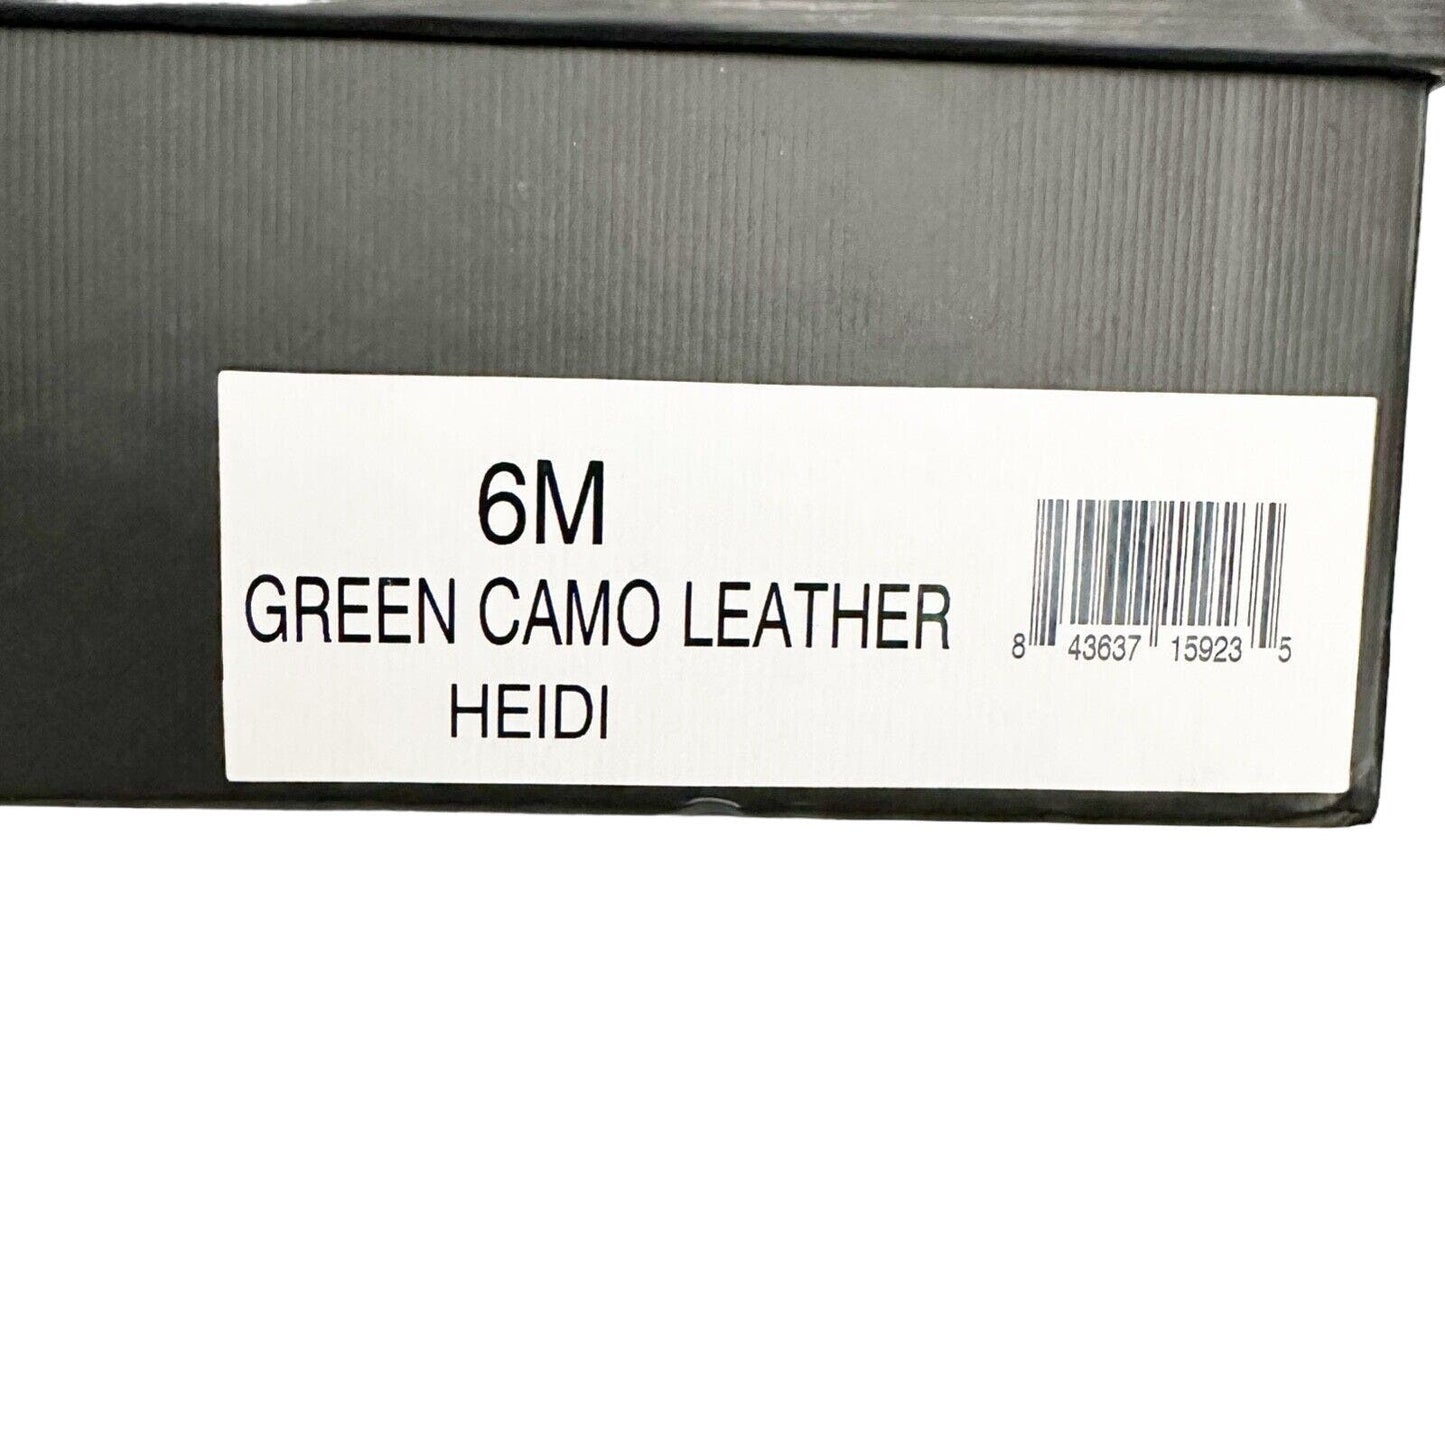 6M
GREEN CAMO LEATHER
HEIDI
8 43637 15923 5